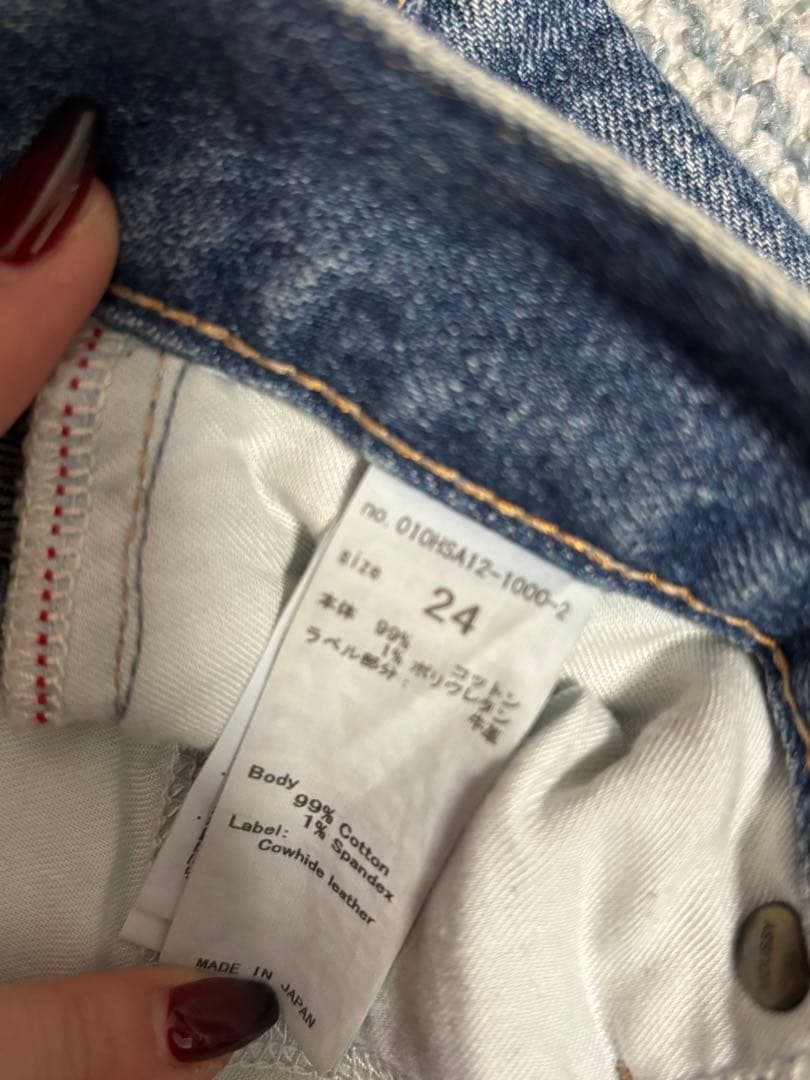 no. 010HSA12-1000-2
size 24
本体 99% コットン
1% ポリウレタン
ラベル部分: 牛革
Body
99% Cotton
1% Spandex
Label:
Cowhide leather
MADE IN JAPAN